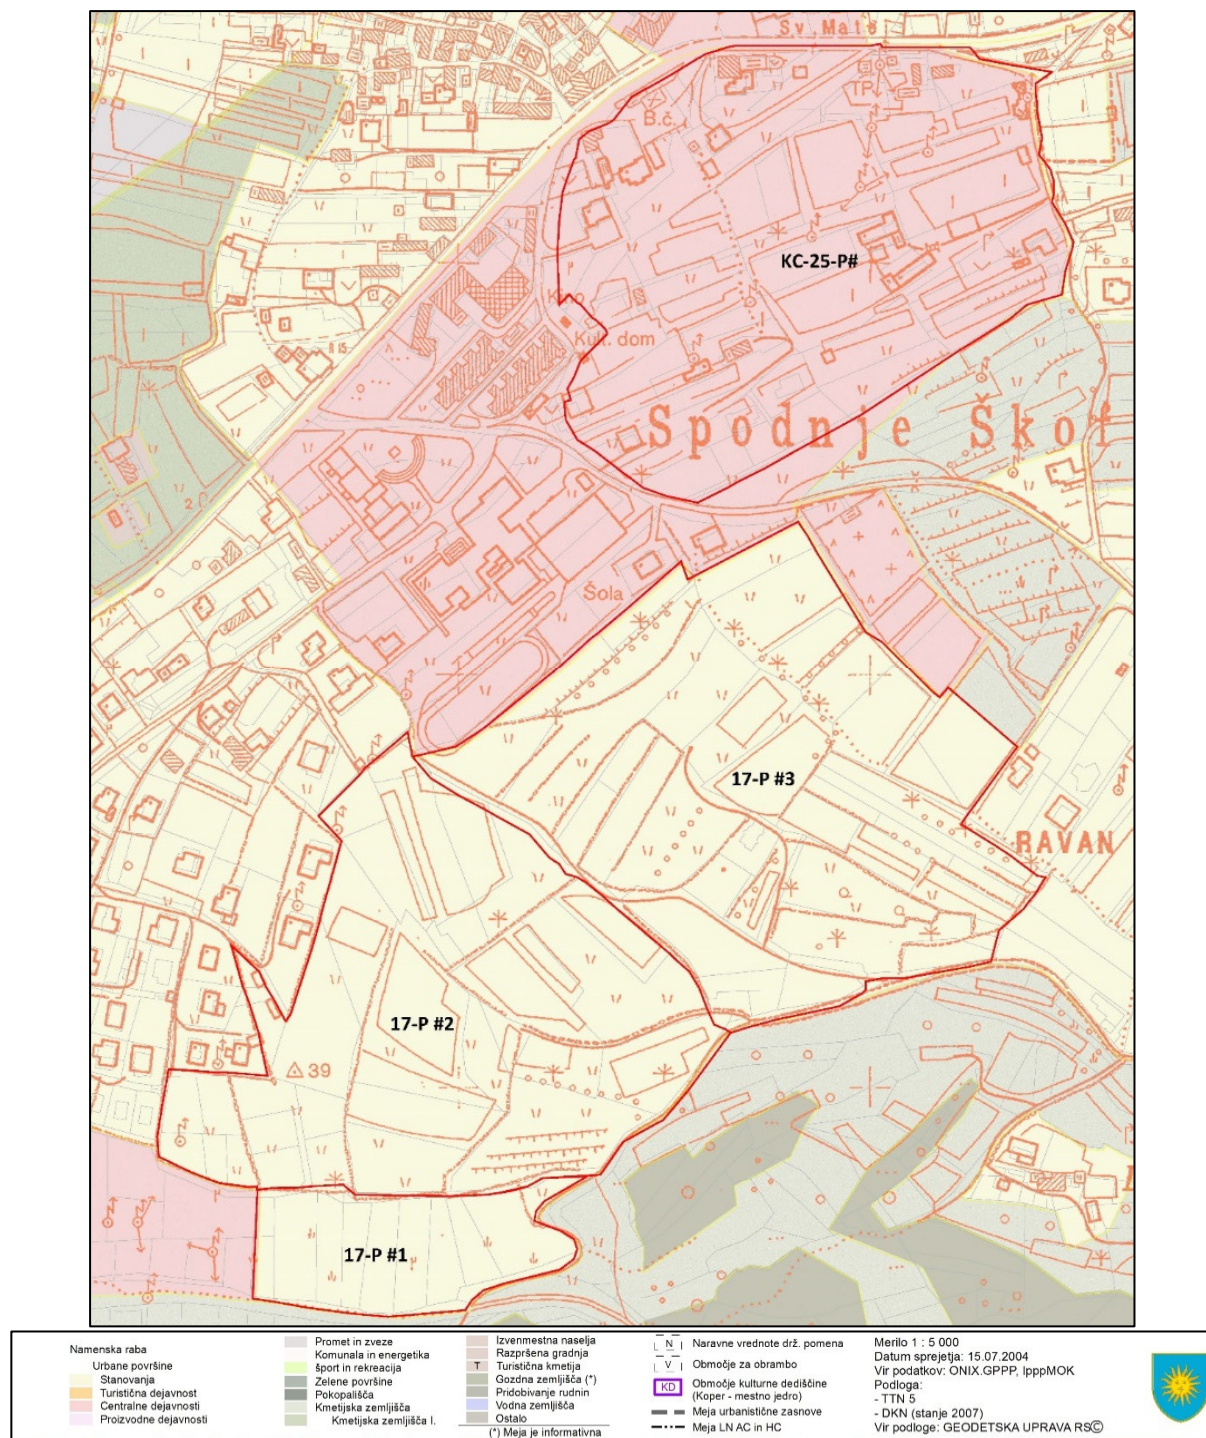 Sv. Mate
B.č.
TP
KC-25-P#
Kino
Kult. dom
Spodnje Škof
Šola
17-P #3
RAVAN
17-P #2
39
17-P #1
Namenska raba
Urbane površine
Stanovanja
Turistična dejavnost
Centralne dejavnosti
Proizvodne dejavnosti
Promet in zveze
Komunala in energetika
šport in rekreacija
Zelene površine
Pokopališča
Kmetijska zemljišča
Kmetijska zemljišča I.
Izvenmestna naselja
Razpršena gradnja
T Turistična kmetija
Gozdna zemljišča (*)
Pridobivanje rudnin
Vodna zemljišča
Ostalo
(*) Meja je informativna
N Naravne vrednote drž. pomena
V Območje za obrambo
KD Območje kulturne dediščine
(Koper - mestno jedro)
Meja urbanistične zasnove
Meja LN AC in HC
Merilo 1 : 5 000
Datum sprejetja: 15.07.2004
Vir podatkov: ONIX.GPPP, IpppMOK
Podloga:
- TTN 5
- DKN (stanje 2007)
Vir podloge: GEODETSKA UPRAVA RS©